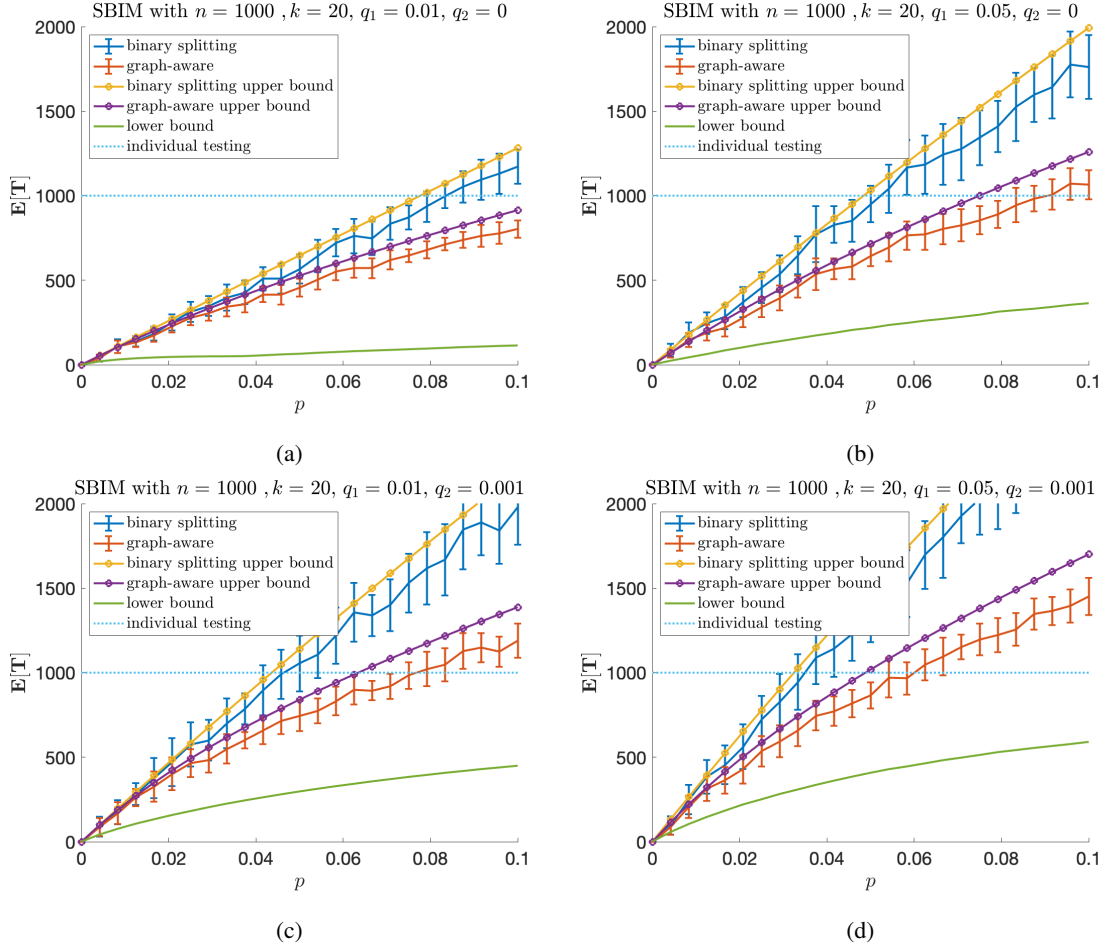 SBIM with n = 1000 , k = 20, q₁ = 0.01, q₂ = 0
2000
1500
1000
500
0
E[T]
binary splitting
graph-aware
binary splitting upper bound
graph-aware upper bound
lower bound
individual testing
0 0.02 0.04 0.06 0.08 0.1
p
(a)
SBIM with n = 1000 , k = 20, q₁ = 0.05, q₂ = 0
2000
1500
1000
500
0
E[T]
binary splitting
graph-aware
binary splitting upper bound
graph-aware upper bound
lower bound
individual testing
0 0.02 0.04 0.06 0.08 0.1
p
(b)
SBIM with n = 1000 , k = 20, q₁ = 0.01, q₂ = 0.001
2000
1500
1000
500
0
E[T]
binary splitting
graph-aware
binary splitting upper bound
graph-aware upper bound
lower bound
individual testing
0 0.02 0.04 0.06 0.08 0.1
p
(c)
SBIM with n = 1000 , k = 20, q₁ = 0.05, q₂ = 0.001
2000
1500
1000
500
0
E[T]
binary splitting
graph-aware
binary splitting upper bound
graph-aware upper bound
lower bound
individual testing
0 0.02 0.04 0.06 0.08 0.1
p
(d)